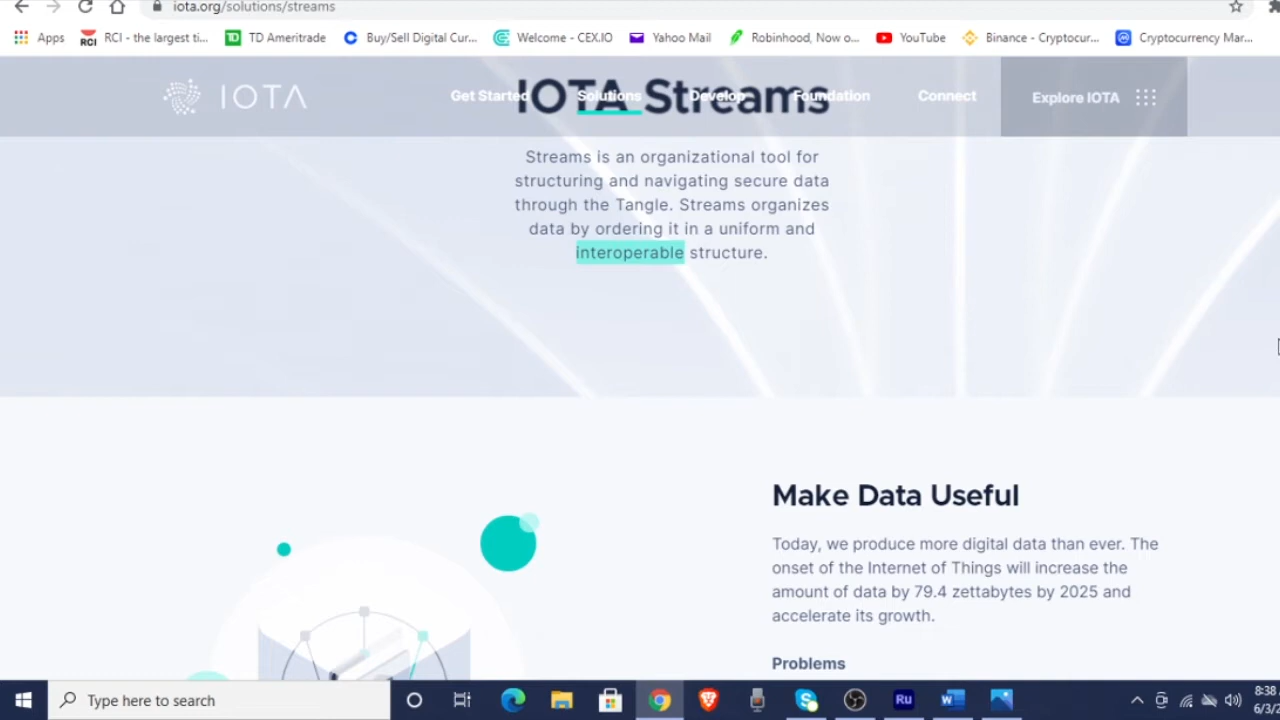 iota.org/solutions/streams
Apps RCI - the largest ti... TD Ameritrade Buy/Sell Digital Cur... Welcome - CEX.IO Yahoo Mail Robinhood, Now o... YouTube Binance - Cryptocur... Cryptocurrency Mar...
IOTA Get Started Solutions Develop Foundation Connect Explore IOTA
IOTA Streams
Streams is an organizational tool for
structuring and navigating secure data
through the Tangle. Streams organizes
data by ordering it in a uniform and
interoperable structure.
Make Data Useful
Today, we produce more digital data than ever. The
onset of the Internet of Things will increase the
amount of data by 79.4 zettabytes by 2025 and
accelerate its growth.
Problems
Type here to search
Ru
8:38
6/3/2